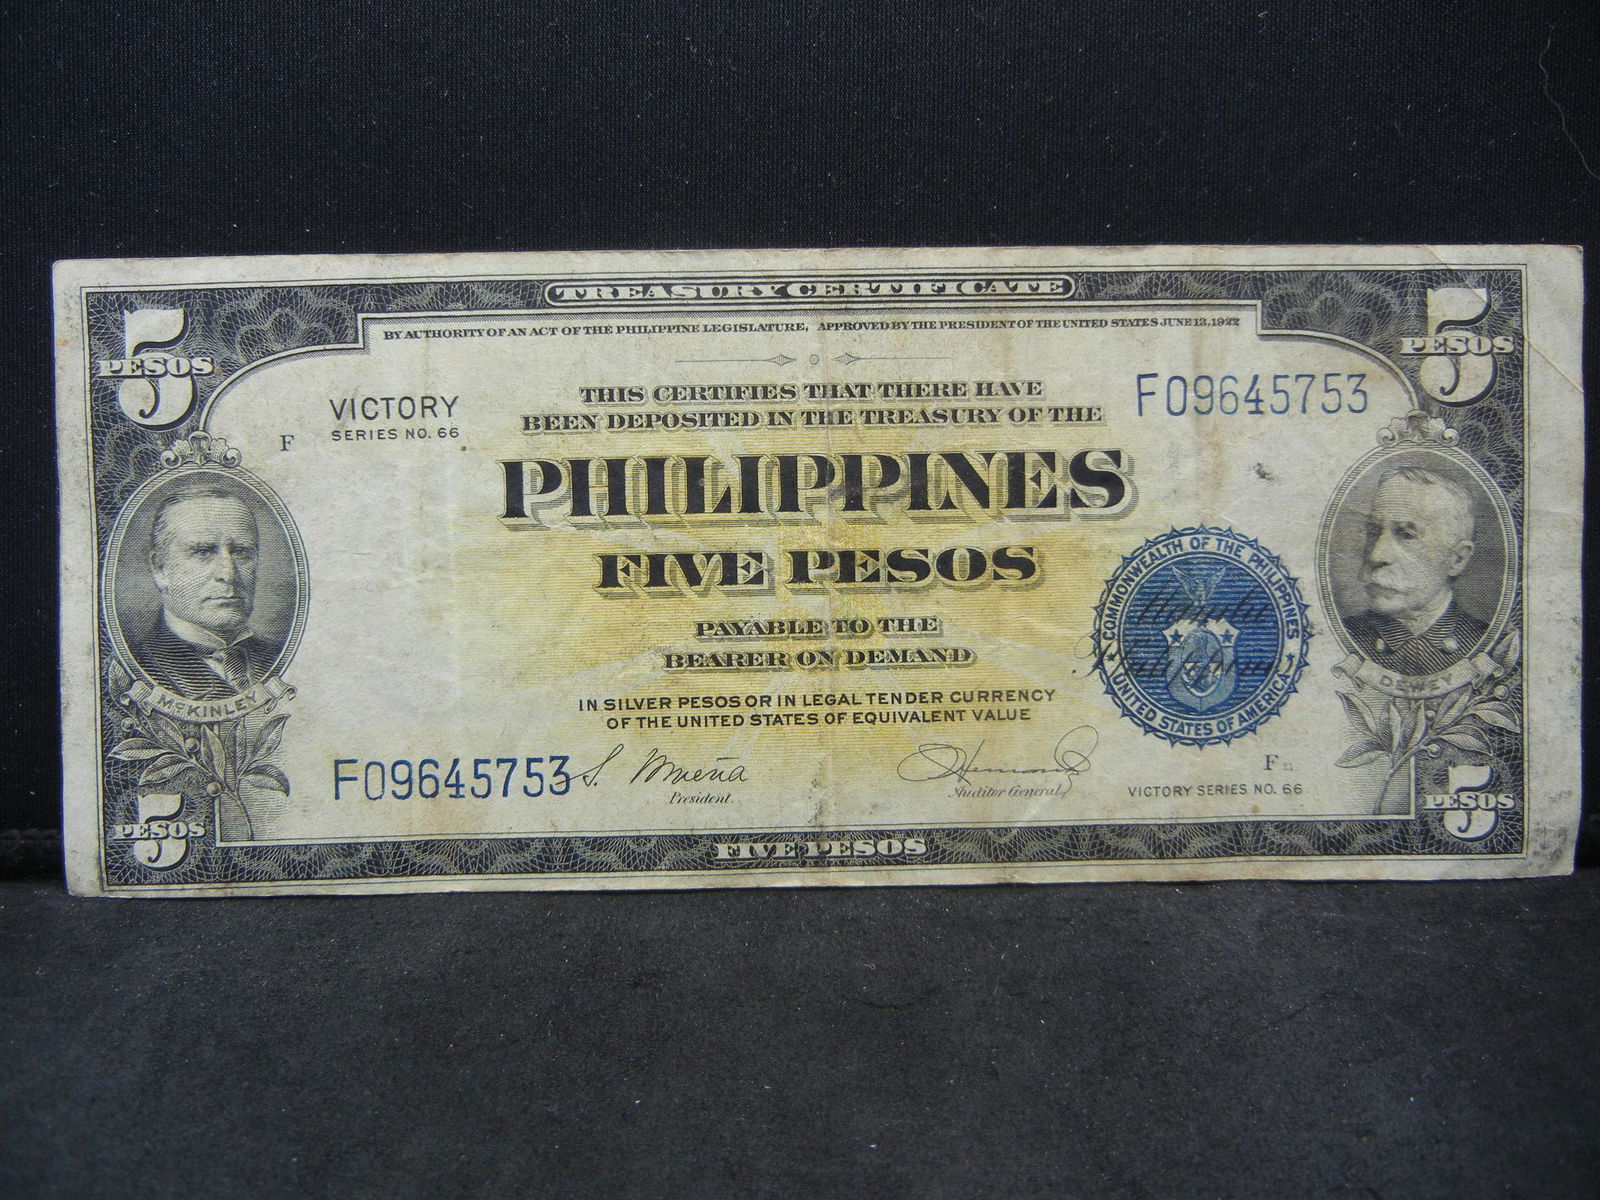 TREASURY CERTIFICATE
BY AUTHORITY OF AN ACT OF THE PHILIPPINE LEGISLATURE, APPROVED BY THE PRESIDENT OF THE UNITED STATES JUNE 13, 1922
5 PESOS
5 PESOS
VICTORY
SERIES NO. 66
F
THIS CERTIFIES THAT THERE HAVE
BEEN DEPOSITED IN THE TREASURY OF THE
F09645753
PHILIPPINES
FIVE PESOS
PAYABLE TO THE
BEARER ON DEMAND
IN SILVER PESOS OR IN LEGAL TENDER CURRENCY
OF THE UNITED STATES OF EQUIVALENT VALUE
COMMONWEALTH OF THE PHILIPPINES
Manila
Philippines
UNITED STATES OF AMERICA
MCKINLEY
DEWEY
F09645753
S. Osmeña
President.
Auditor General,
F
VICTORY SERIES NO. 66
5 PESOS
FIVE PESOS
5 PESOS